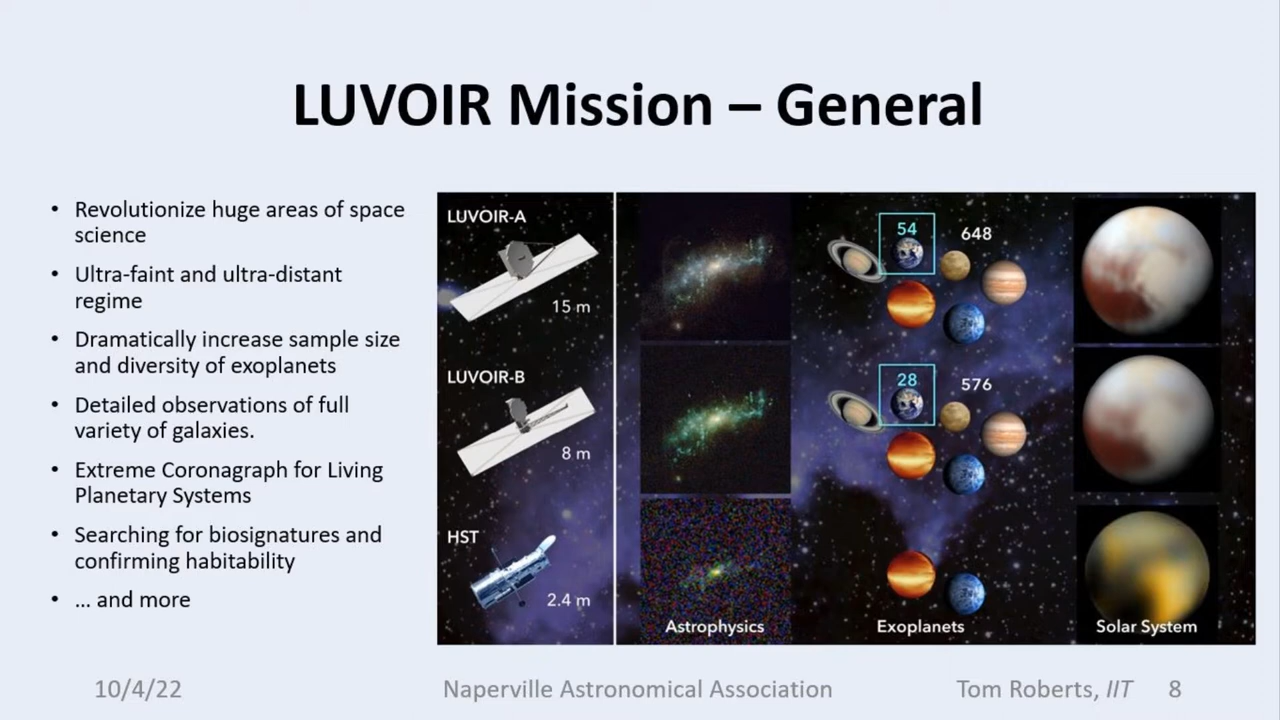 LUVOIR Mission – General
• Revolutionize huge areas of space
science
• Ultra-faint and ultra-distant
regime
• Dramatically increase sample size
and diversity of exoplanets
• Detailed observations of full
variety of galaxies.
• Extreme Coronagraph for Living
Planetary Systems
• Searching for biosignatures and
confirming habitability
• ... and more
LUVOIR-A
15 m
54
648
LUVOIR-B
8 m
28
576
HST
2.4 m
Astrophysics
Exoplanets
Solar System
10/4/22
Naperville Astronomical Association
Tom Roberts, IIT
8